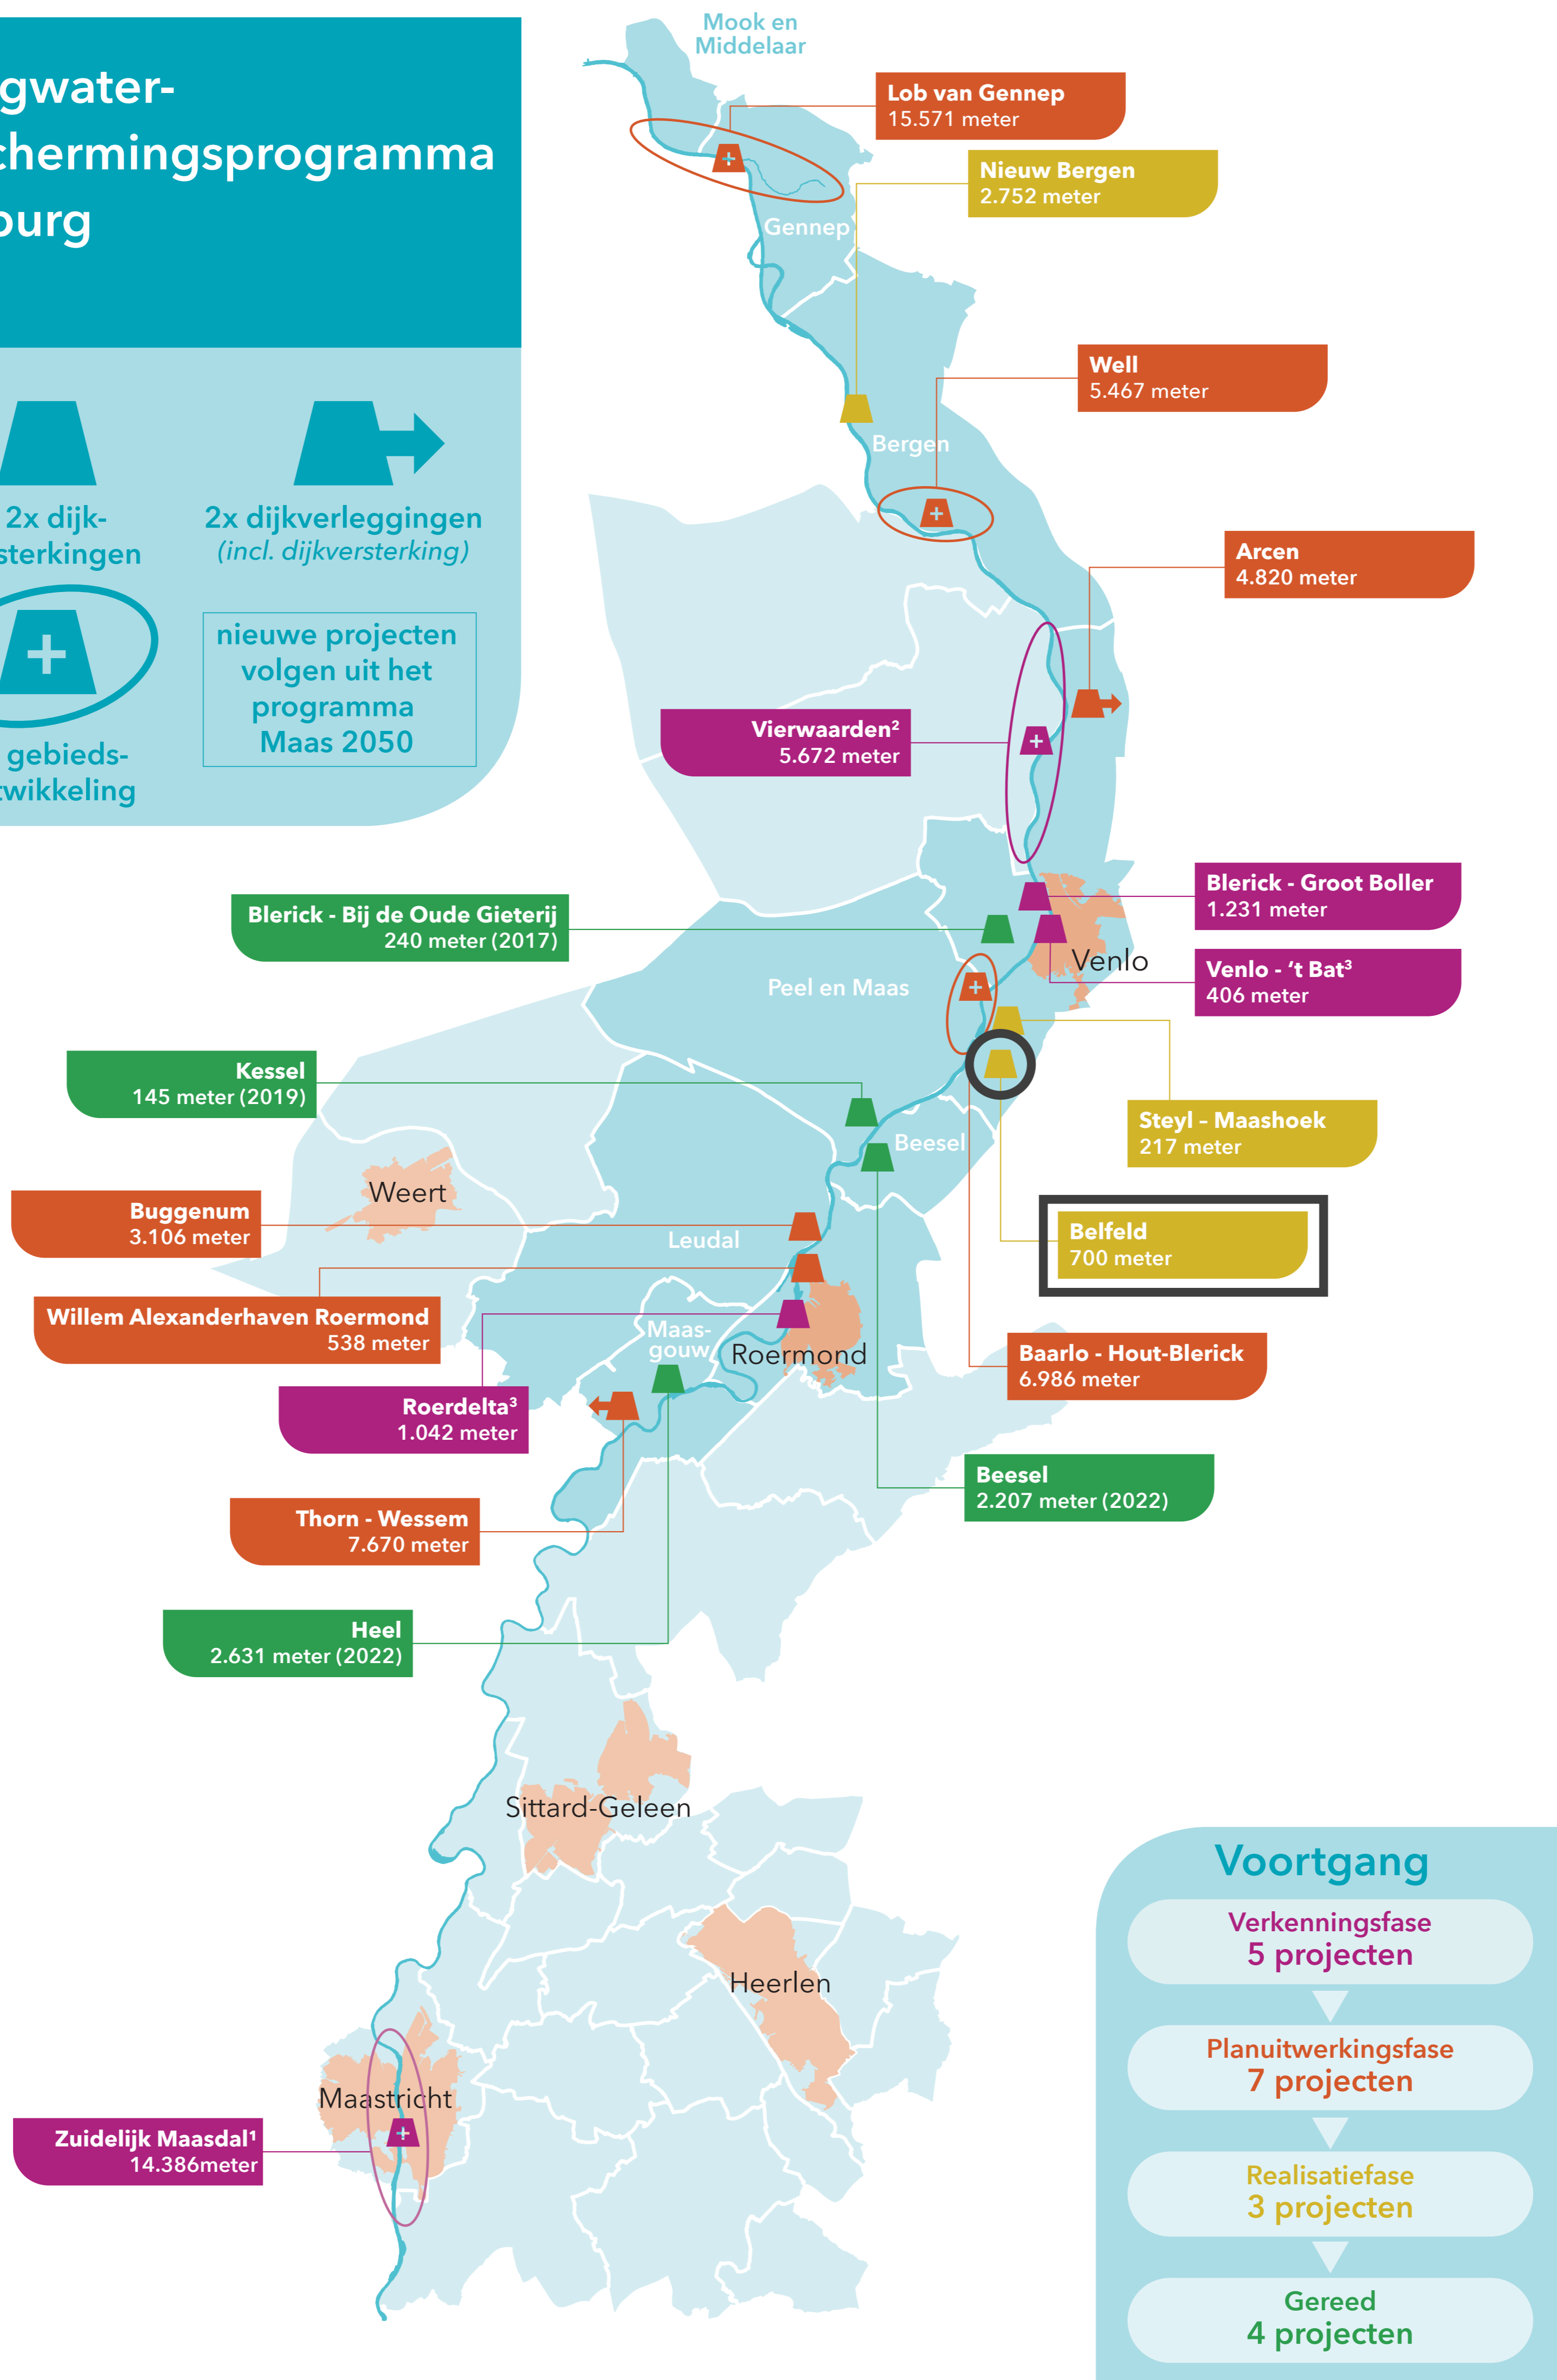 gwater-
chermingsprogramma
burg
2x dijk-
sterkingen
2x dijkverleggingen
(incl. dijkversterking)
gebieds-
twikkeling
nieuwe projecten
volgen uit het
programma
Maas 2050
Mook en
Middelaar
Lob van Gennep
15.571 meter
Nieuw Bergen
2.752 meter
Gennep
Well
5.467 meter
Bergen
Arcen
4.820 meter
Vierwaarden²
5.672 meter
Blerick - Groot Boller
1.231 meter
Blerick - Bij de Oude Gieterij
240 meter (2017)
Venlo
Venlo - ‘t Bat³
406 meter
Peel en Maas
Kessel
145 meter (2019)
Steyl – Maashoek
217 meter
Beesel
Weert
Buggenum
3.106 meter
Leudal
Belfeld
700 meter
Willem Alexanderhaven Roermond
538 meter
Maas-
gouw
Roermond
Baarlo - Hout-Blerick
6.986 meter
Roerdelta³
1.042 meter
Beesel
2.207 meter (2022)
Thorn - Wessem
7.670 meter
Heel
2.631 meter (2022)
Sittard-Geleen
Heerlen
Maastricht
Zuidelijk Maasdal¹
14.386meter
Voortgang
Verkenningsfase
5 projecten
Planuitwerkingsfase
7 projecten
Realisatiefase
3 projecten
Gereed
4 projecten